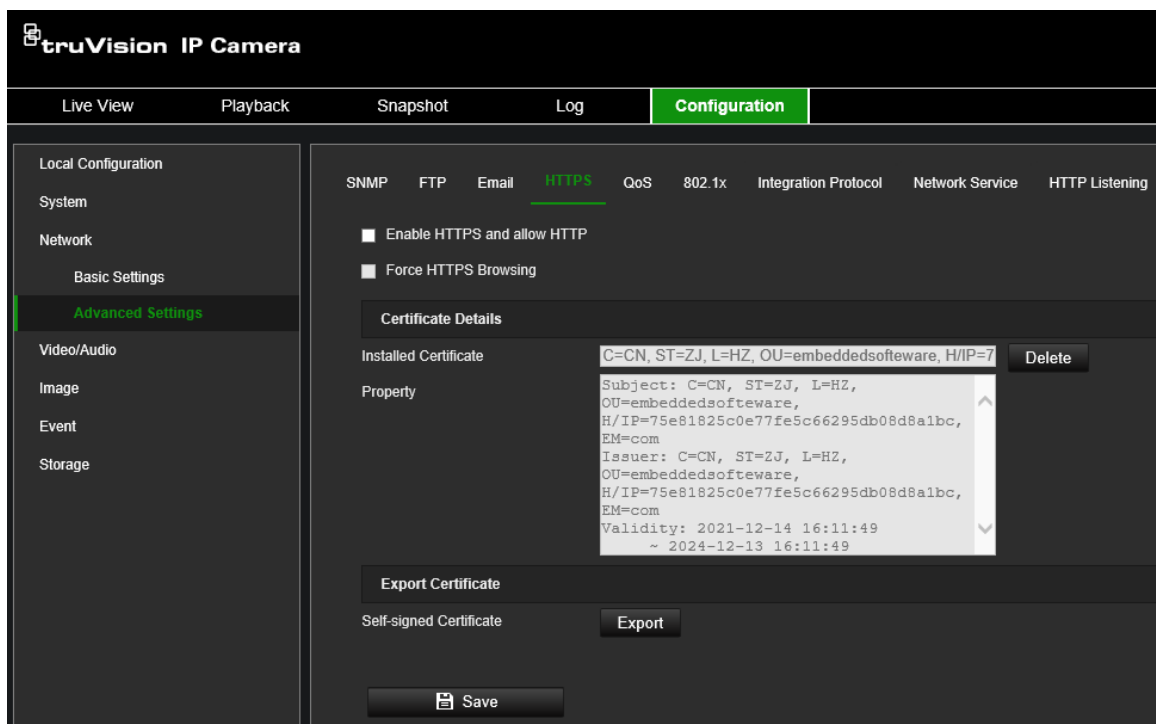 truVision IP Camera
Live View Playback Snapshot Log Configuration
Local Configuration
System
Network
Basic Settings
Advanced Settings
Video/Audio
Image
Event
Storage
SNMP FTP Email HTTPS QoS 802.1x Integration Protocol Network Service HTTP Listening
Enable HTTPS and allow HTTP
Force HTTPS Browsing
Certificate Details
Installed Certificate C=CN, ST=ZJ, L=HZ, OU=embeddedsofteware, H/IP=7 Delete
Property
Subject: C=CN, ST=ZJ, L=HZ,
OU=embeddedsofteware,
H/IP=75e81825c0e77fe5c66295db08d8a1bc,
EM=com
Issuer: C=CN, ST=ZJ, L=HZ,
OU=embeddedsofteware,
H/IP=75e81825c0e77fe5c66295db08d8a1bc,
EM=com
Validity: 2021-12-14 16:11:49
~ 2024-12-13 16:11:49
Export Certificate
Self-signed Certificate Export
Save